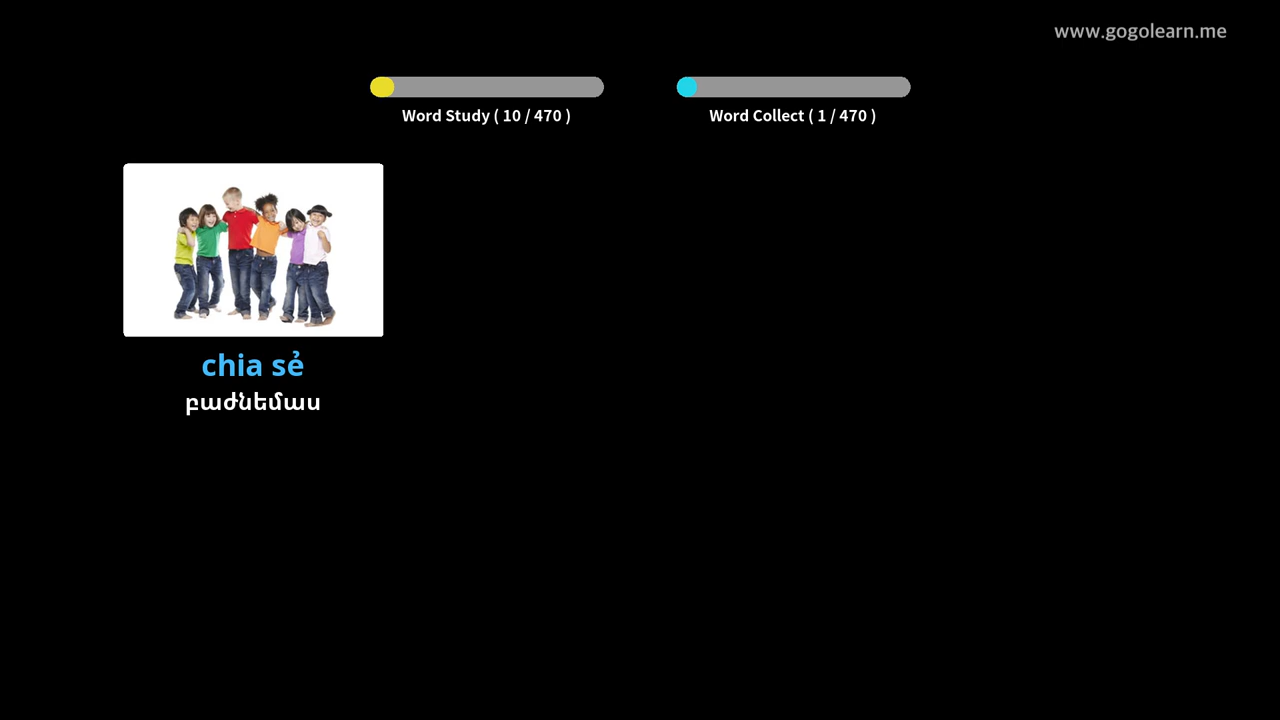 www.gogolearn.me
Word Study ( 10 / 470 )
Word Collect ( 1 / 470 )
chia sẻ
բաժնեմաս